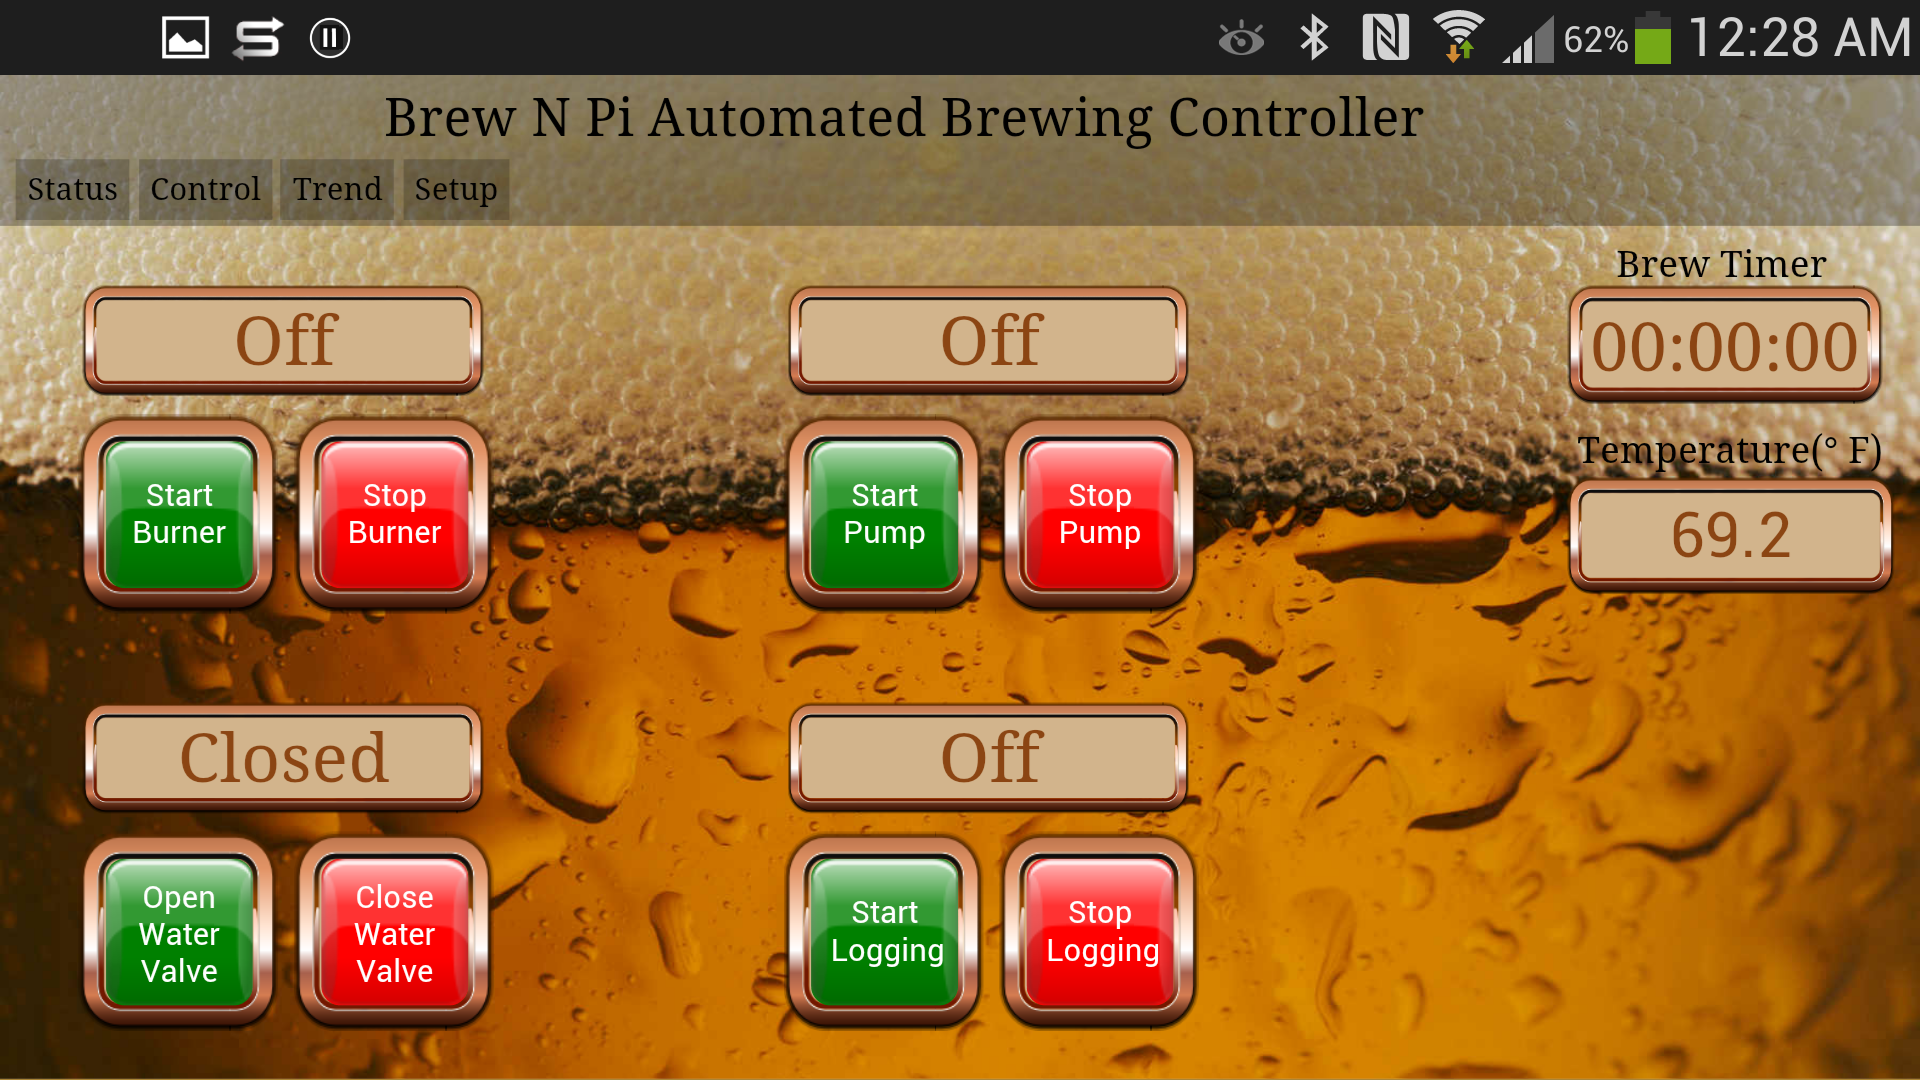 62% 12:28 AM
Brew N Pi Automated Brewing Controller
Status Control Trend Setup
Brew Timer
Off Off 00:00:00
Temperature(° F)
69.2
Start
Burner
Stop
Burner
Start
Pump
Stop
Pump
Closed Off
Open
Water
Valve
Close
Water
Valve
Start
Logging
Stop
Logging